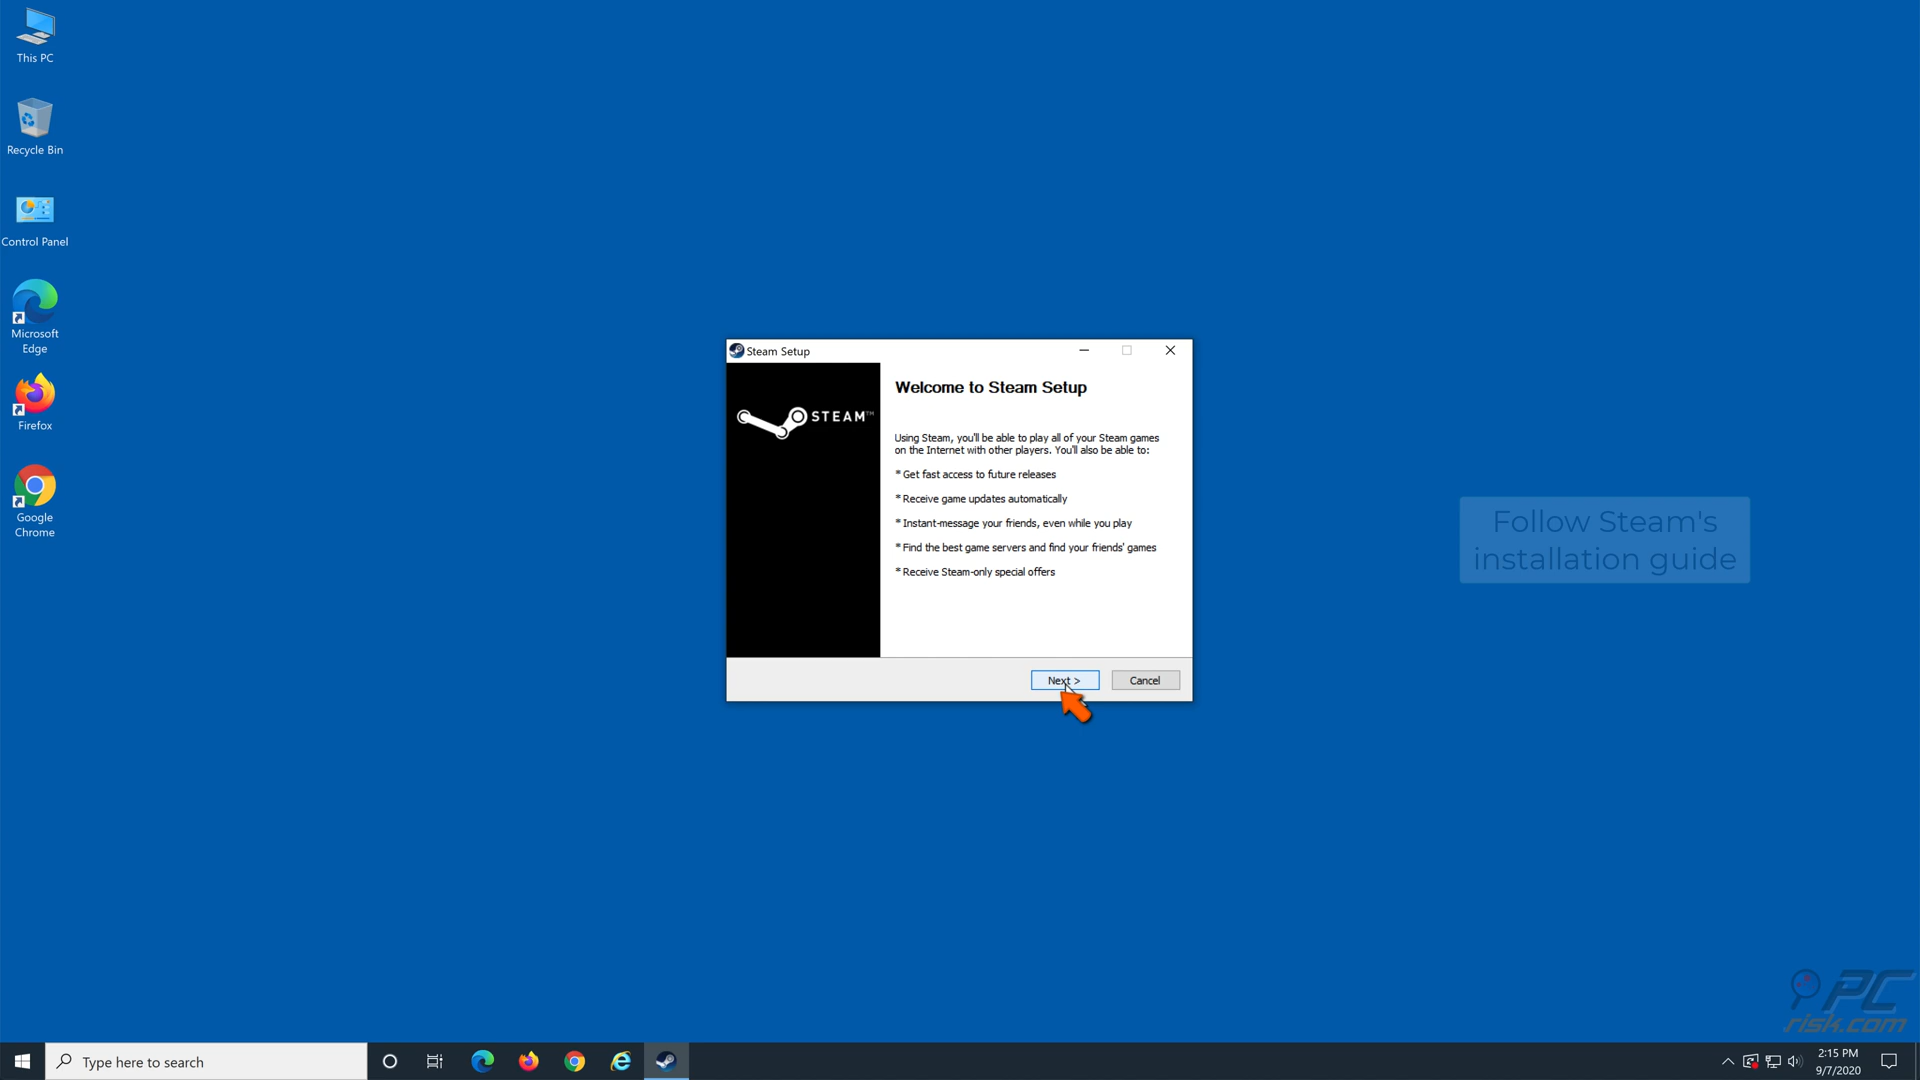 This PC
Recycle Bin
Control Panel
Microsoft
Edge
Firefox
Google
Chrome
Steam Setup
STEAM™
Welcome to Steam Setup
Using Steam, you'll be able to play all of your Steam games
on the Internet with other players. You'll also be able to:
* Get fast access to future releases
* Receive game updates automatically
* Instant-message your friends, even while you play
* Find the best game servers and find your friends' games
* Receive Steam-only special offers
Next >
Cancel
Follow Steam's
installation guide
PC
risk.com
Type here to search
2:15 PM
9/7/2020